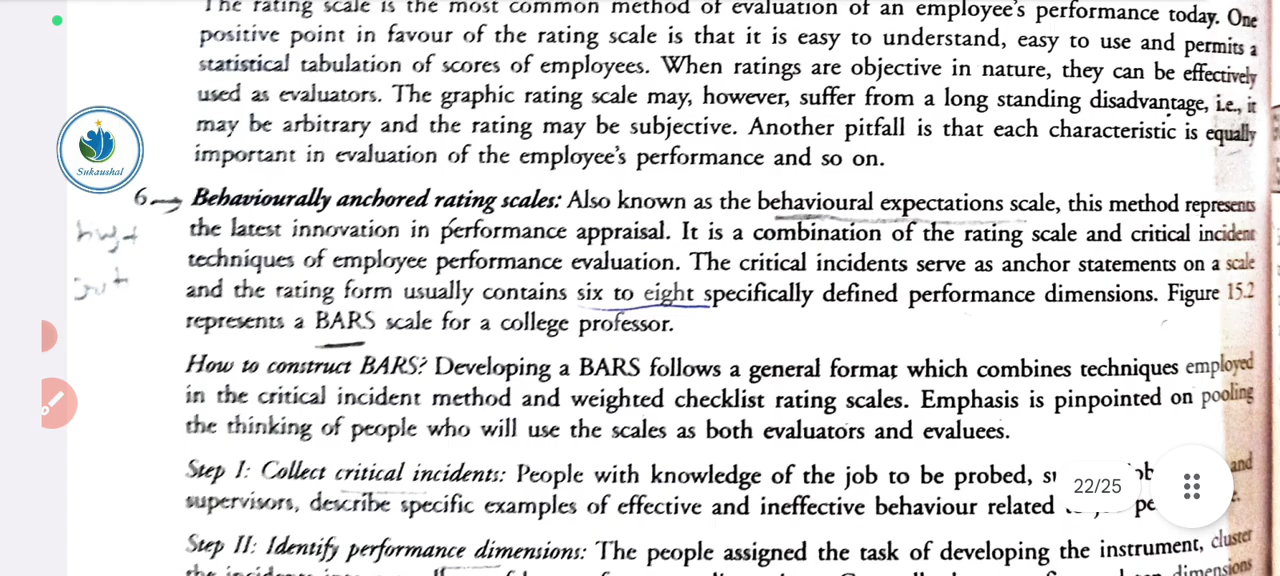 The rating scale is the most common method of evaluation of an employee's performance today. One
positive point in favour of the rating scale is that it is easy to understand, easy to use and permits a
statistical tabulation of scores of employees. When ratings are objective in nature, they can be effectively
used as evaluators. The graphic rating scale may, however, suffer from a long standing disadvantage, i.e., it
may be arbitrary and the rating may be subjective. Another pitfall is that each characteristic is equally
important in evaluation of the employee's performance and so on.
Sukaushal
6→ Behaviourally anchored rating scales: Also known as the behavioural expectations scale, this method represents
the latest innovation in performance appraisal. It is a combination of the rating scale and critical incident
techniques of employee performance evaluation. The critical incidents serve as anchor statements on a scale
and the rating form usually contains six to eight specifically defined performance dimensions. Figure 15.2
represents a BARS scale for a college professor.
How to construct BARS? Developing a BARS follows a general format which combines techniques employed
in the critical incident method and weighted checklist rating scales. Emphasis is pinpointed on pooling
the thinking of people who will use the scales as both evaluators and evaluees.
Step I: Collect critical incidents: People with knowledge of the job to be probed, and
22/25
supervisors, describe specific examples of effective and ineffective behaviour related
Step II: Identify performance dimensions: The people assigned the task of developing the instrument, cluster
the incidents dimensions